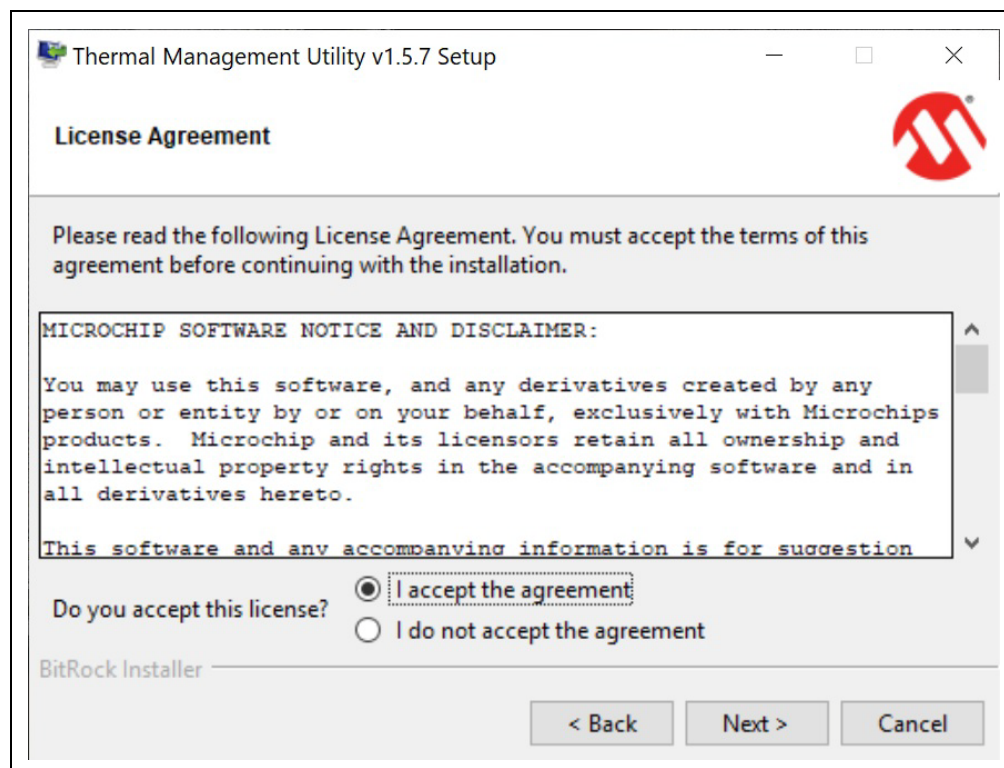 Thermal Management Utility v1.5.7 Setup
License Agreement
Please read the following License Agreement. You must accept the terms of this
agreement before continuing with the installation.
MICROCHIP SOFTWARE NOTICE AND DISCLAIMER:
You may use this software, and any derivatives created by any
person or entity by or on your behalf, exclusively with Microchips
products.  Microchip and its licensors retain all ownership and
intellectual property rights in the accompanying software and in
all derivatives hereto.
This software and any accompanying information is for suggestion
Do you accept this license?
I accept the agreement
I do not accept the agreement
BitRock Installer
< Back
Next >
Cancel